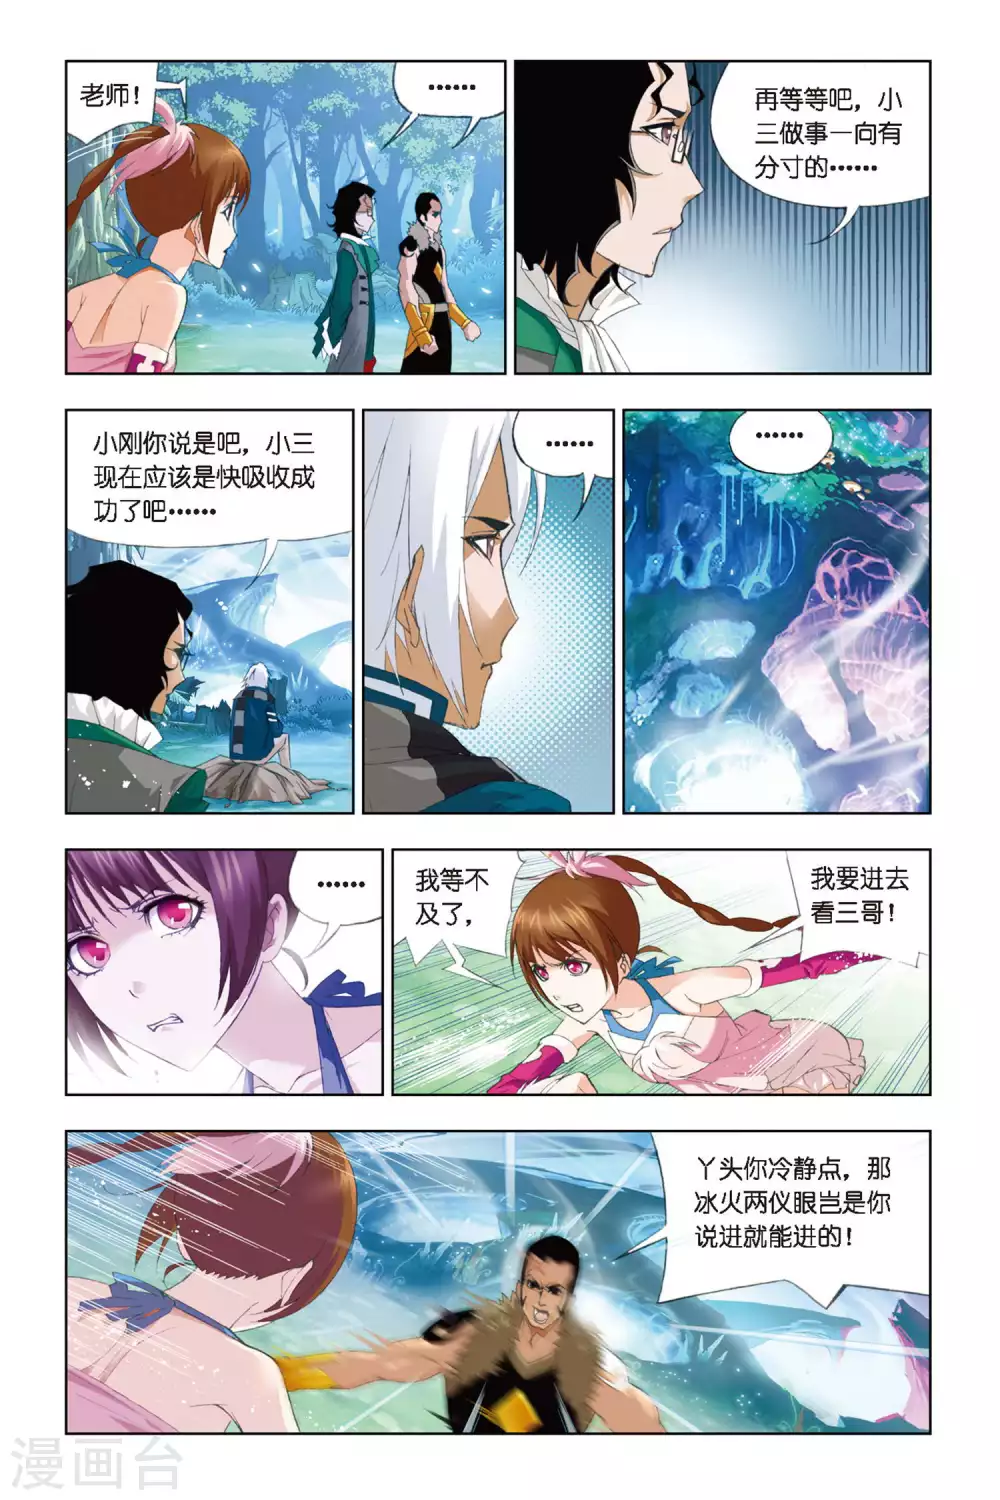 老师！
……
再等等吧，小
三做事一向有
分寸的……
小刚你说是吧，小三
现在应该是快吸收成
功了吧……
……
……
……
我等不
及了，
我要进去
看三哥！
丫头你冷静点，那
冰火两仪眼岂是你
说进就能进的！
漫画台